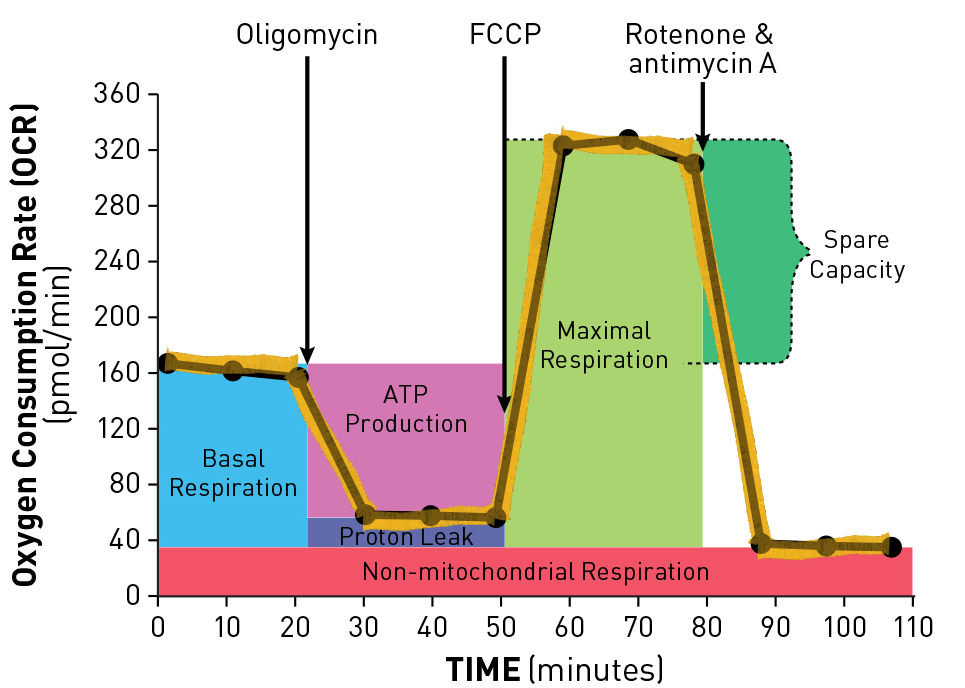 Oligomycin
FCCP
Rotenone &
antimycin A
Oxygen Consumption Rate (OCR)
(pmol/min)
360
320
280
240
200
160
120
80
40
0
Spare
Capacity
Maximal
Respiration
ATP
Production
Basal
Respiration
Proton Leak
Non-mitochondrial Respiration
0 10 20 30 40 50 60 70 80 90 100 110
TIME (minutes)